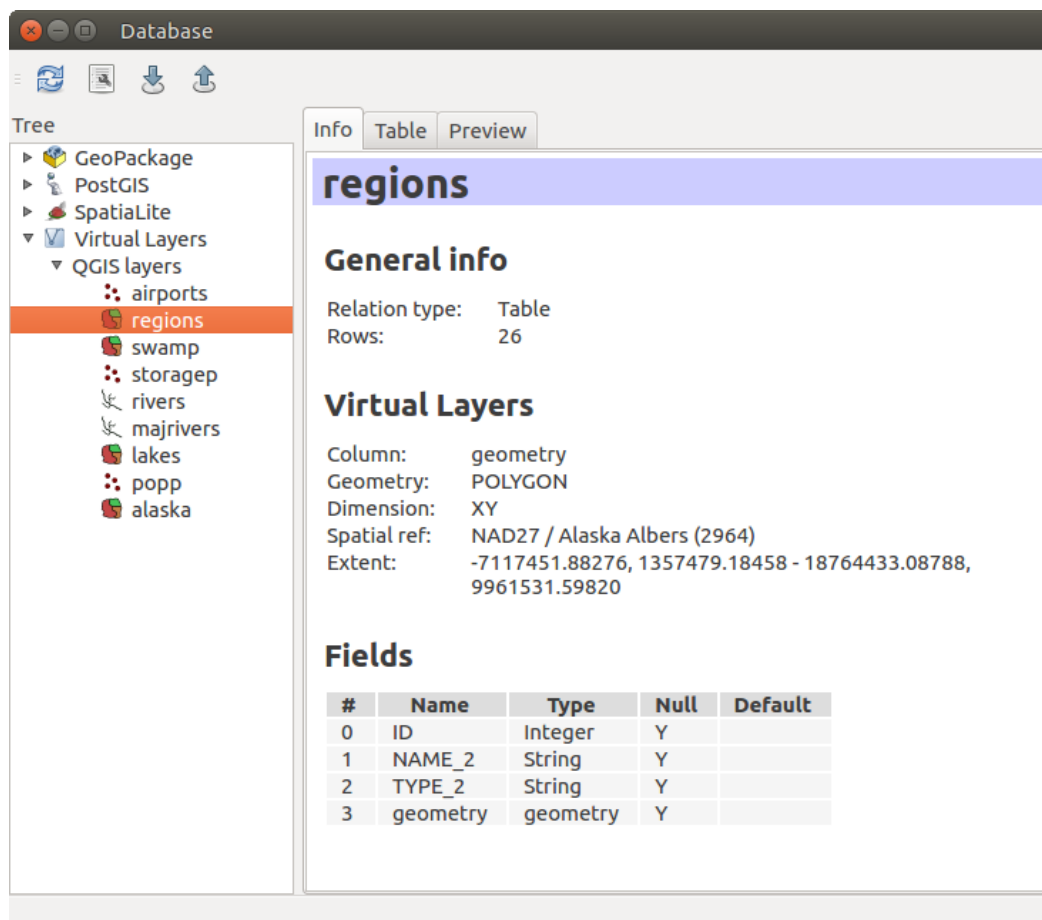 Database
Tree
GeoPackage
PostGIS
SpatiaLite
Virtual Layers
QGIS layers
airports
regions
swamp
storagep
rivers
majrivers
lakes
popp
alaska
Info Table Preview
regions
General info
Relation type: Table
Rows: 26
Virtual Layers
Column: geometry
Geometry: POLYGON
Dimension: XY
Spatial ref: NAD27 / Alaska Albers (2964)
Extent: -7117451.88276, 1357479.18458 - 18764433.08788,
9961531.59820
Fields
# Name Type Null Default
0 ID Integer Y
1 NAME_2 String Y
2 TYPE_2 String Y
3 geometry geometry Y